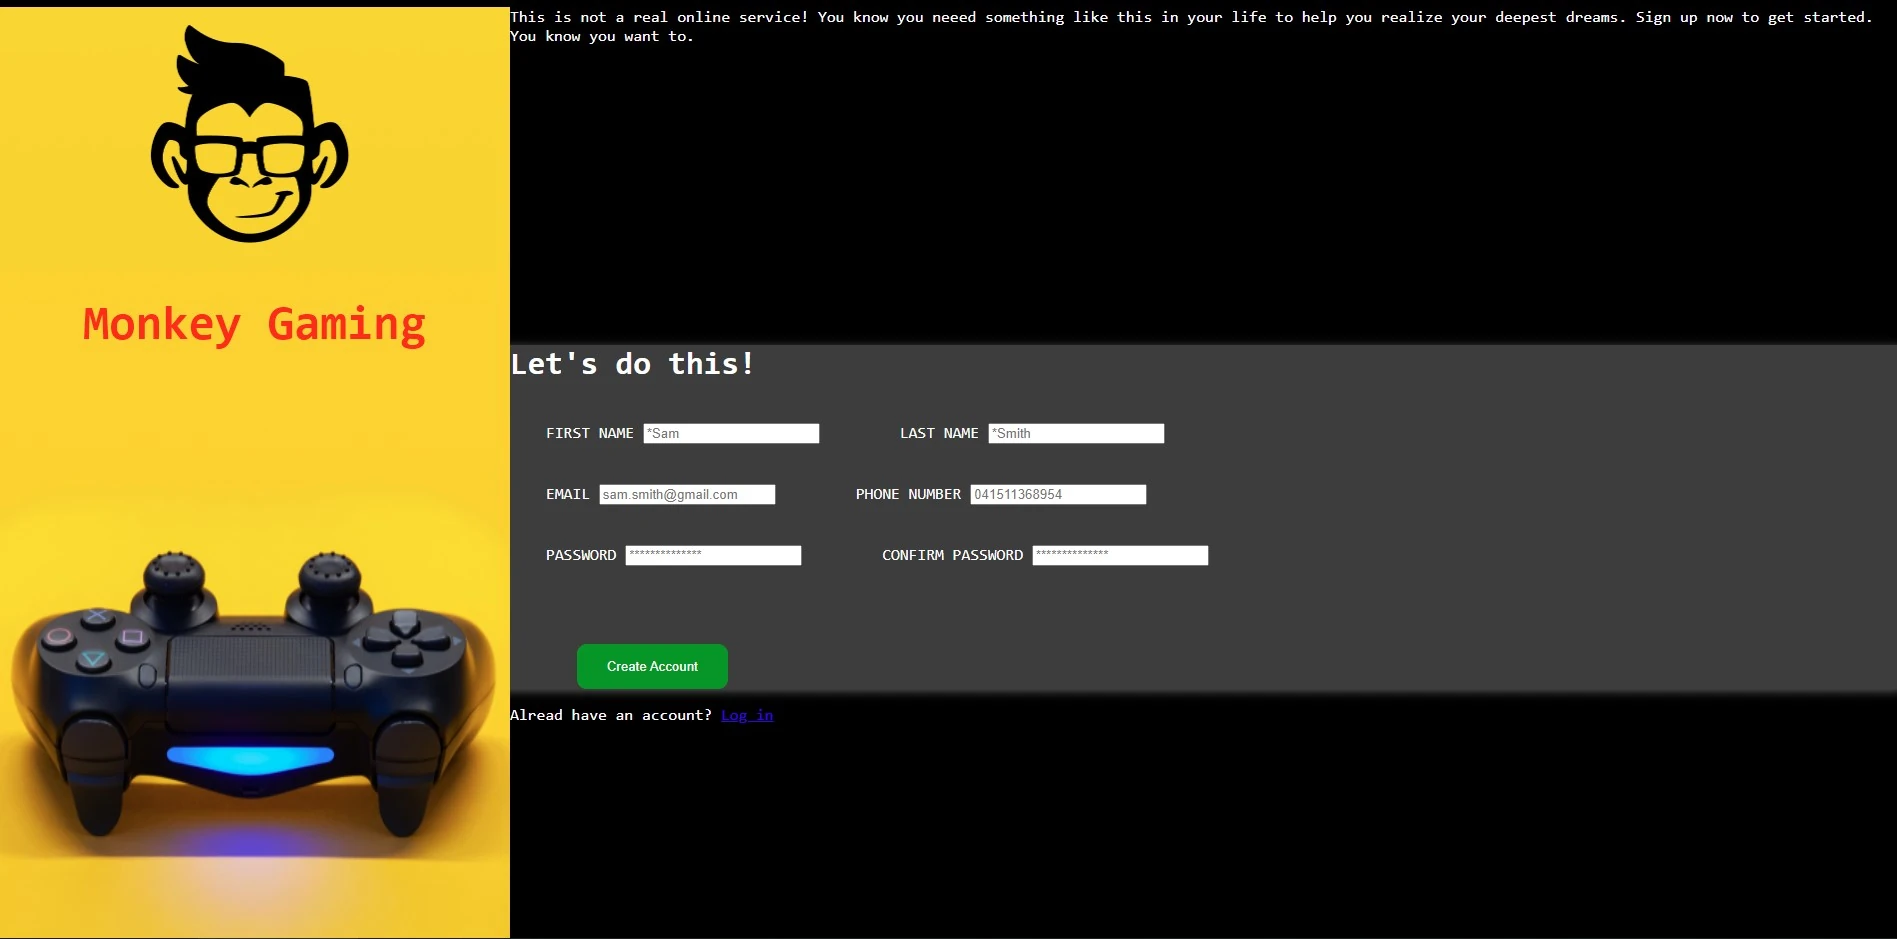 This is not a real online service! You know you neeed something like this in your life to help you realize your deepest dreams. Sign up now to get started.
You know you want to.
Monkey Gaming
Let's do this!
FIRST NAME *Sam LAST NAME *Smith
EMAIL sam.smith@gmail.com PHONE NUMBER 041511368954
PASSWORD ************** CONFIRM PASSWORD **************
Create Account
Alread have an account? Log in